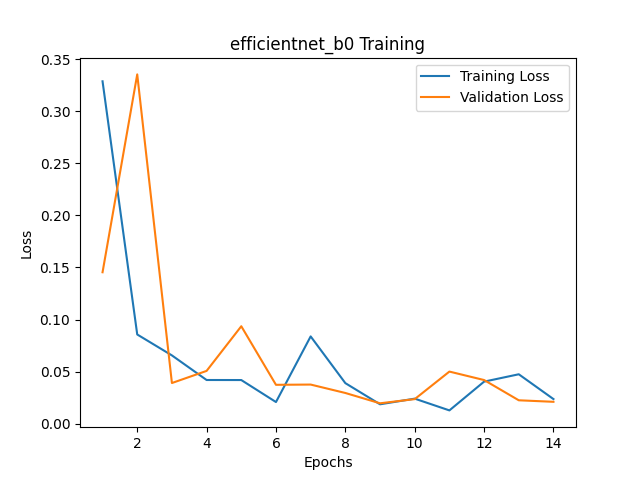 efficientnet_b0 Training
Training Loss
Validation Loss
0.35
0.30
0.25
0.20
0.15
0.10
0.05
0.00
Loss
2 4 6 8 10 12 14
Epochs